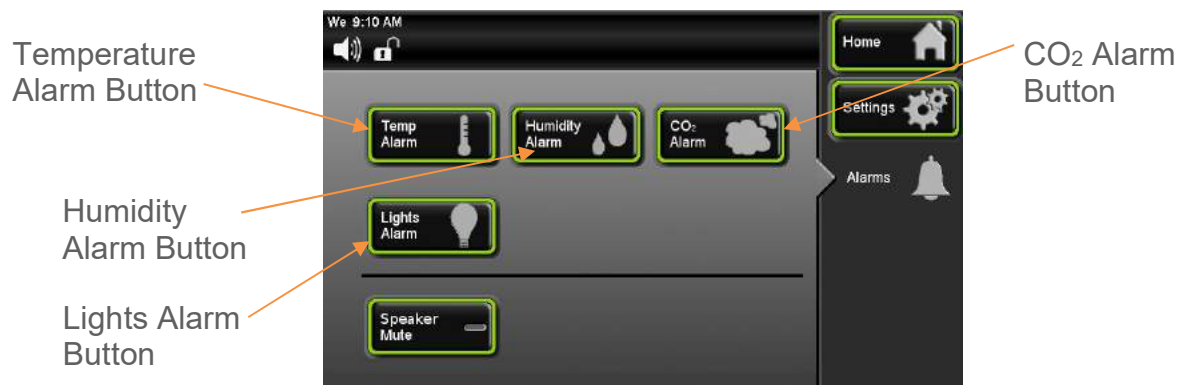 We 9:10 AM
Temperature
Alarm Button
Home
CO₂ Alarm
Button
Settings
Temp
Alarm
Humidity
Alarm
CO₂
Alarm
Alarms
Humidity
Alarm Button
Lights
Alarm
Lights Alarm
Button
Speaker
Mute